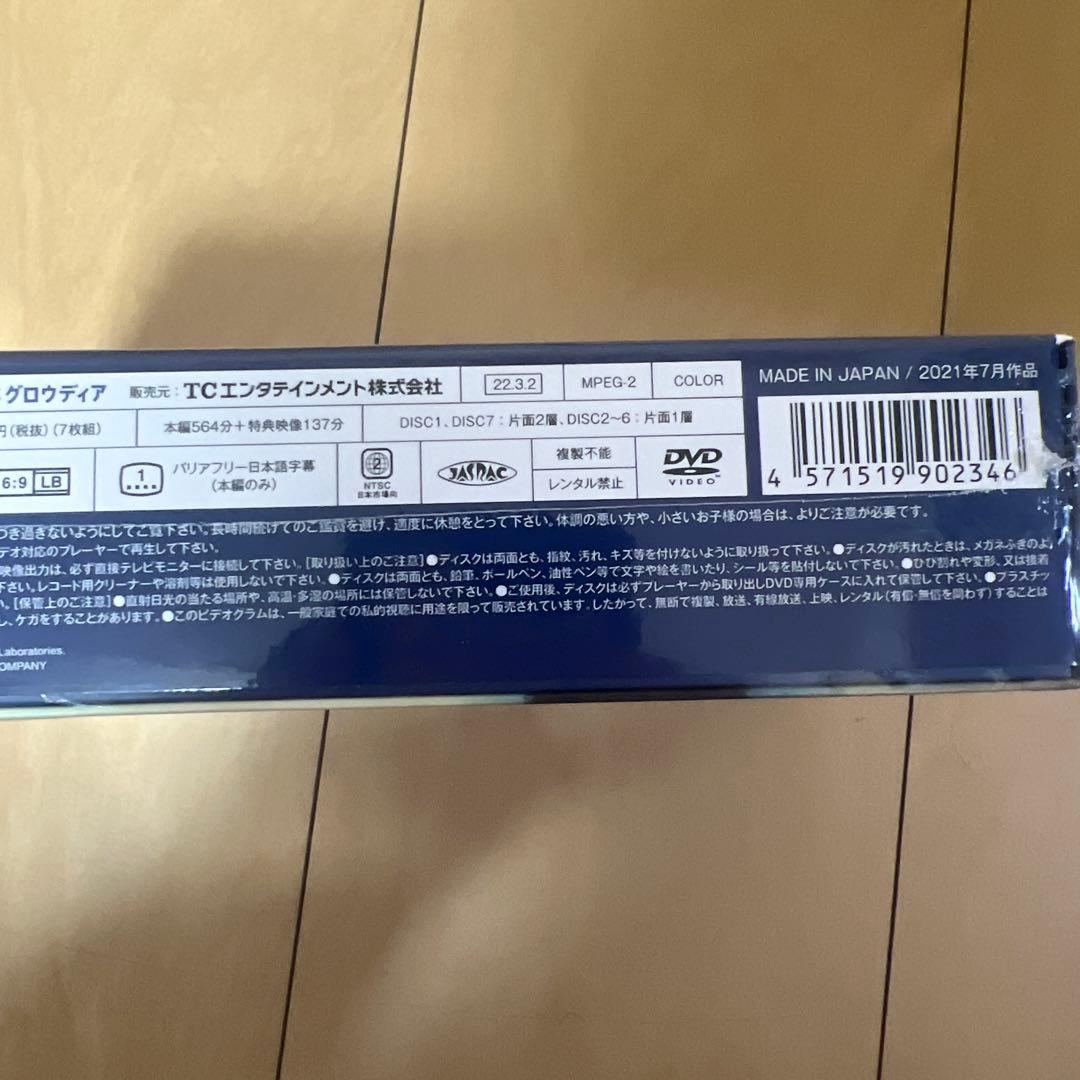 グロウディア 販売元:TCエンタテインメント株式会社 22.3.2 MPEG-2 COLOR MADE IN JAPAN / 2021年7月作品
円(税抜)(7枚組) 本編564分+特典映像137分 DISC1、DISC7:片面2層、DISC2〜6:片面1層
6:9 LB 1 バリアフリー日本語字幕
(本編のみ)
2
NTSC
日本市場向
JASRAC
複製不能
レンタル禁止
DVD
VIDEO
4 571519 902346
づき過ぎないようにしてご覧下さい。長時間続けてのご鑑賞を避け、適度に休憩をとって下さい。体調の悪い方や、小さいお子様の場合は、よりご注意が必要です。
デオ対応のプレーヤーで再生して下さい。
映像出力は、必ず直接テレビモニターに接続して下さい。[取り扱い上のご注意]●ディスクは両面とも、指紋、汚れ、キズ等を付けないように取り扱って下さい。●ディスクが汚れたときは、メガネふきのよ
下さい。レコード用クリーナーや溶剤等は使用しないで下さい。●ディスクは両面とも、鉛筆、ボールペン、油性ペン等で文字や絵を書いたり、シール等を貼付しないで下さい。●ひび割れや変形、又は接着
い。[保管上のご注意]●直射日光の当たる場所や、高温・多湿の場所には保管しないで下さい。●ご使用後、ディスクは必ずプレーヤーから取り出しDVD専用ケースに入れて保管して下さい。●プラスチッ
し、ケガをすることがあります。●このビデオグラムは、一般家庭での私的視聴に用途を限って販売されています。したがって、無断で複製、放送、有線放送、上映、レンタル(有償・無償を問わず)することは
Laboratories.
OMPANY